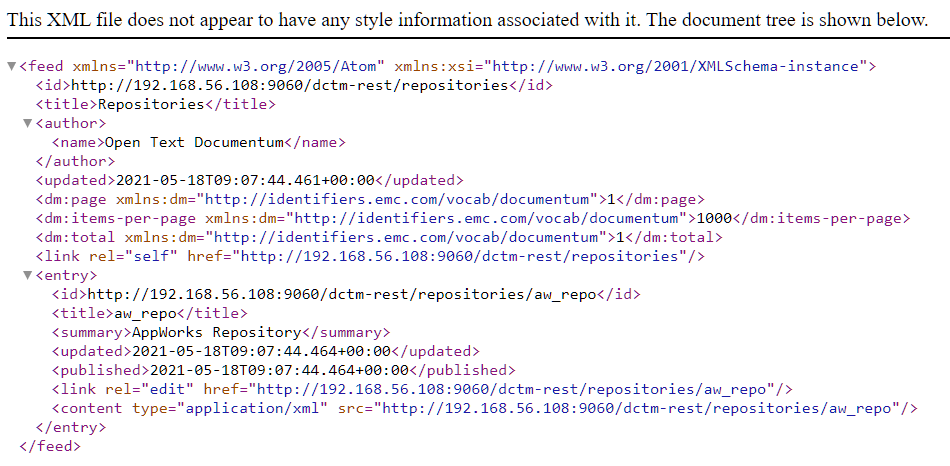 This XML file does not appear to have any style information associated with it. The document tree is shown below.
▼<feed xmlns="http://www.w3.org/2005/Atom" xmlns:xsi="http://www.w3.org/2001/XMLSchema-instance">
<id>http://192.168.56.108:9060/dctm-rest/repositories</id>
<title>Repositories</title>
▼<author>
<name>Open Text Documentum</name>
</author>
<updated>2021-05-18T09:07:44.461+00:00</updated>
<dm:page xmlns:dm="http://identifiers.emc.com/vocab/documentum">1</dm:page>
<dm:items-per-page xmlns:dm="http://identifiers.emc.com/vocab/documentum">1000</dm:items-per-page>
<dm:total xmlns:dm="http://identifiers.emc.com/vocab/documentum">1</dm:total>
<link rel="self" href="http://192.168.56.108:9060/dctm-rest/repositories"/>
▼<entry>
<id>http://192.168.56.108:9060/dctm-rest/repositories/aw_repo</id>
<title>aw_repo</title>
<summary>AppWorks Repository</summary>
<updated>2021-05-18T09:07:44.464+00:00</updated>
<published>2021-05-18T09:07:44.464+00:00</published>
<link rel="edit" href="http://192.168.56.108:9060/dctm-rest/repositories/aw_repo"/>
<content type="application/xml" src="http://192.168.56.108:9060/dctm-rest/repositories/aw_repo"/>
</entry>
</feed>